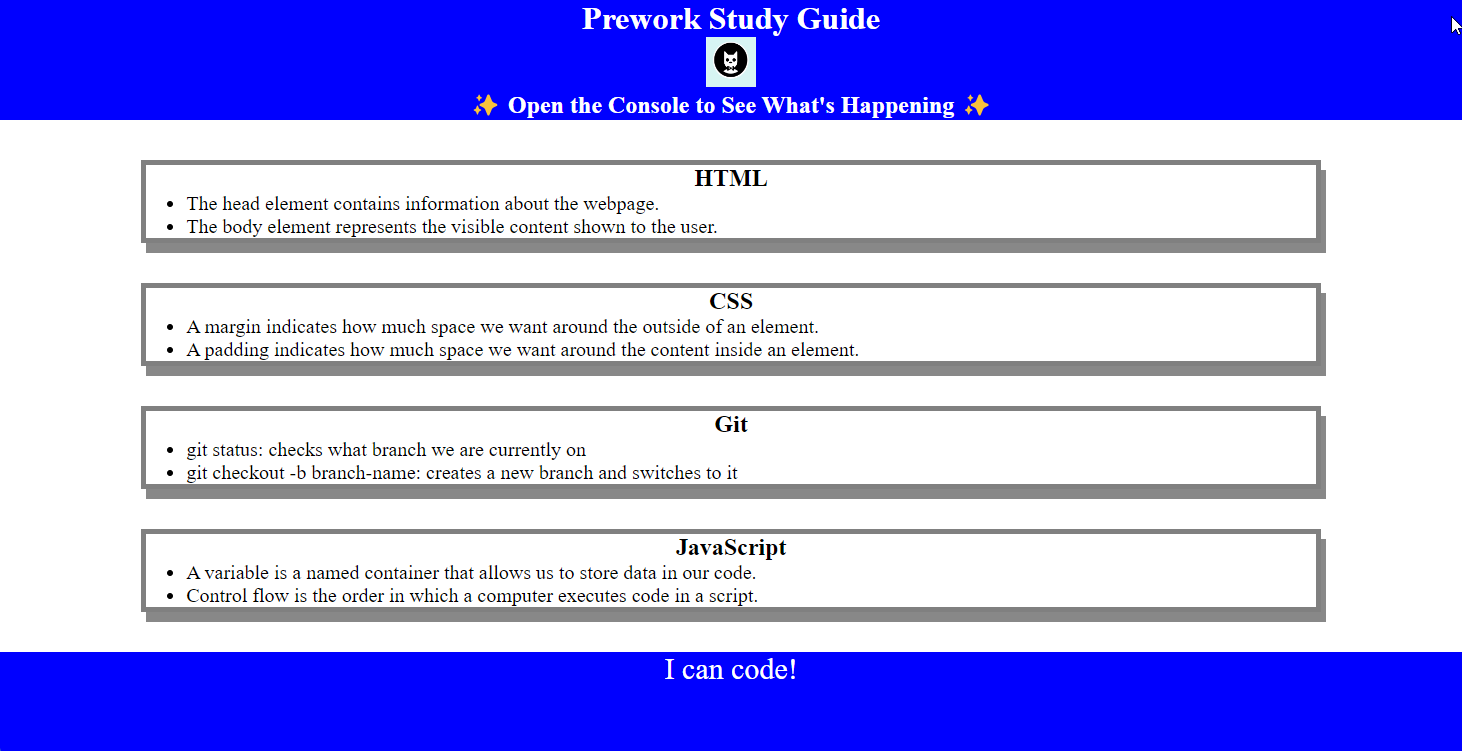 Prework Study Guide
✨ Open the Console to See What's Happening ✨
HTML
• The head element contains information about the webpage.
• The body element represents the visible content shown to the user.
CSS
• A margin indicates how much space we want around the outside of an element.
• A padding indicates how much space we want around the content inside an element.
Git
• git status: checks what branch we are currently on
• git checkout -b branch-name: creates a new branch and switches to it
JavaScript
• A variable is a named container that allows us to store data in our code.
• Control flow is the order in which a computer executes code in a script.
I can code!